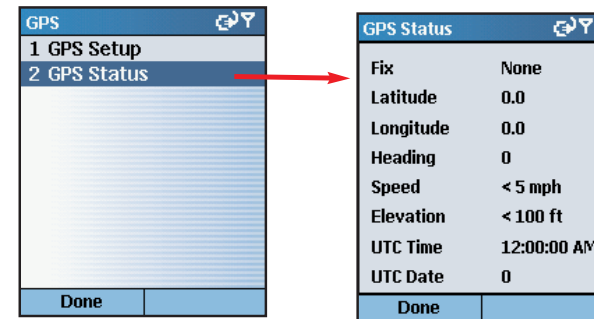 GPS
1 GPS Setup
2 GPS Status
Done
GPS Status
Fix None
Latitude 0.0
Longitude 0.0
Heading 0
Speed < 5 mph
Elevation < 100 ft
UTC Time 12:00:00 AM
UTC Date 0
Done